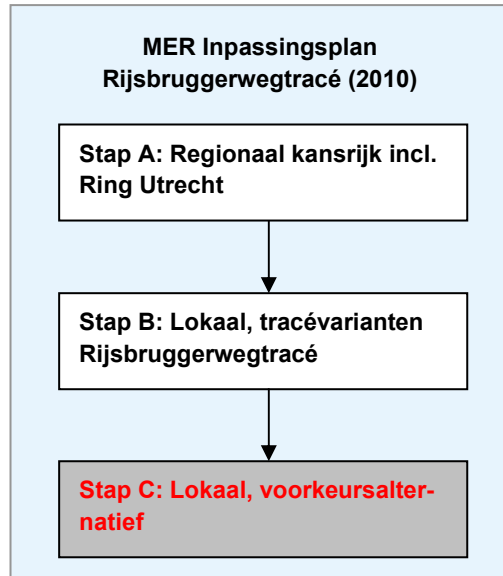 MER Inpassingsplan
Rijsbruggerwegtracé (2010)
Stap A: Regionaal kansrijk incl.
Ring Utrecht
Stap B: Lokaal, tracévarianten
Rijsbruggerwegtracé
Stap C: Lokaal, voorkeursalter-
natief